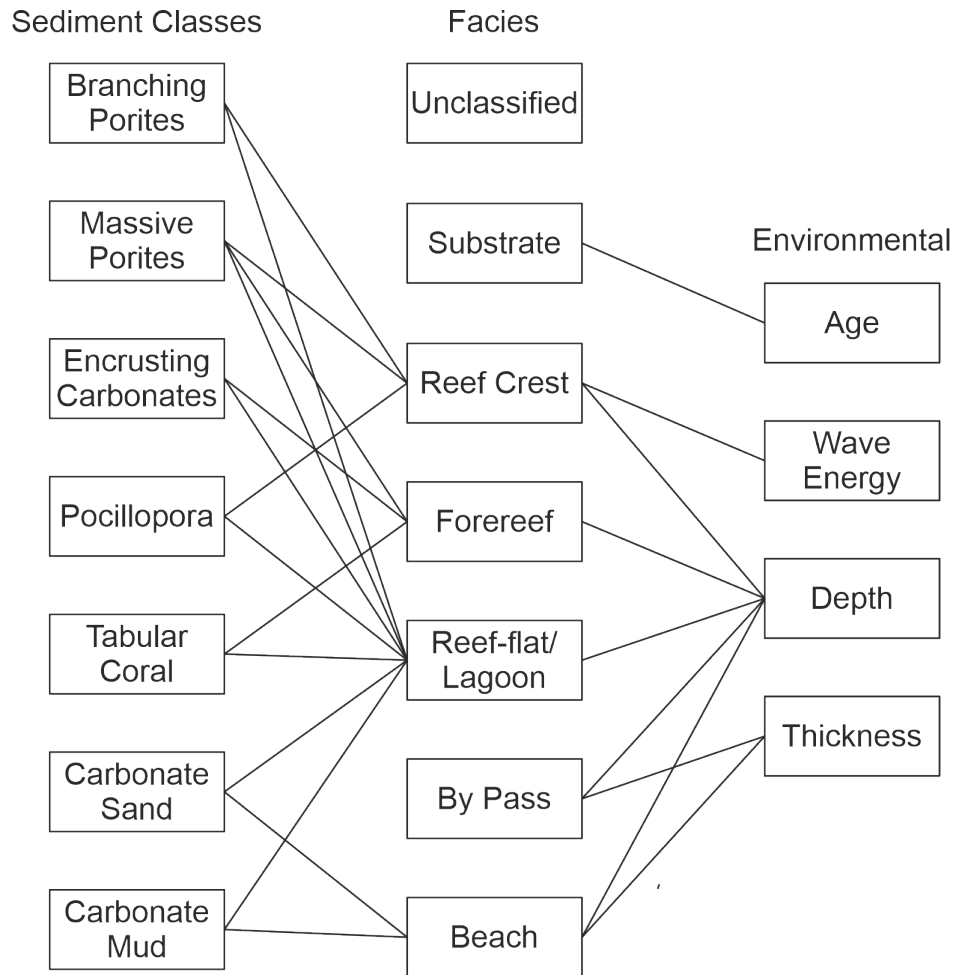 Sediment Classes
Facies
Branching
Porites
Unclassified
Massive
Porites
Substrate
Environmental
Age
Encrusting
Carbonates
Reef Crest
Wave
Energy
Pocillopora
Forereef
Depth
Tabular
Coral
Reef-flat/
Lagoon
Thickness
Carbonate
Sand
By Pass
Carbonate
Mud
Beach